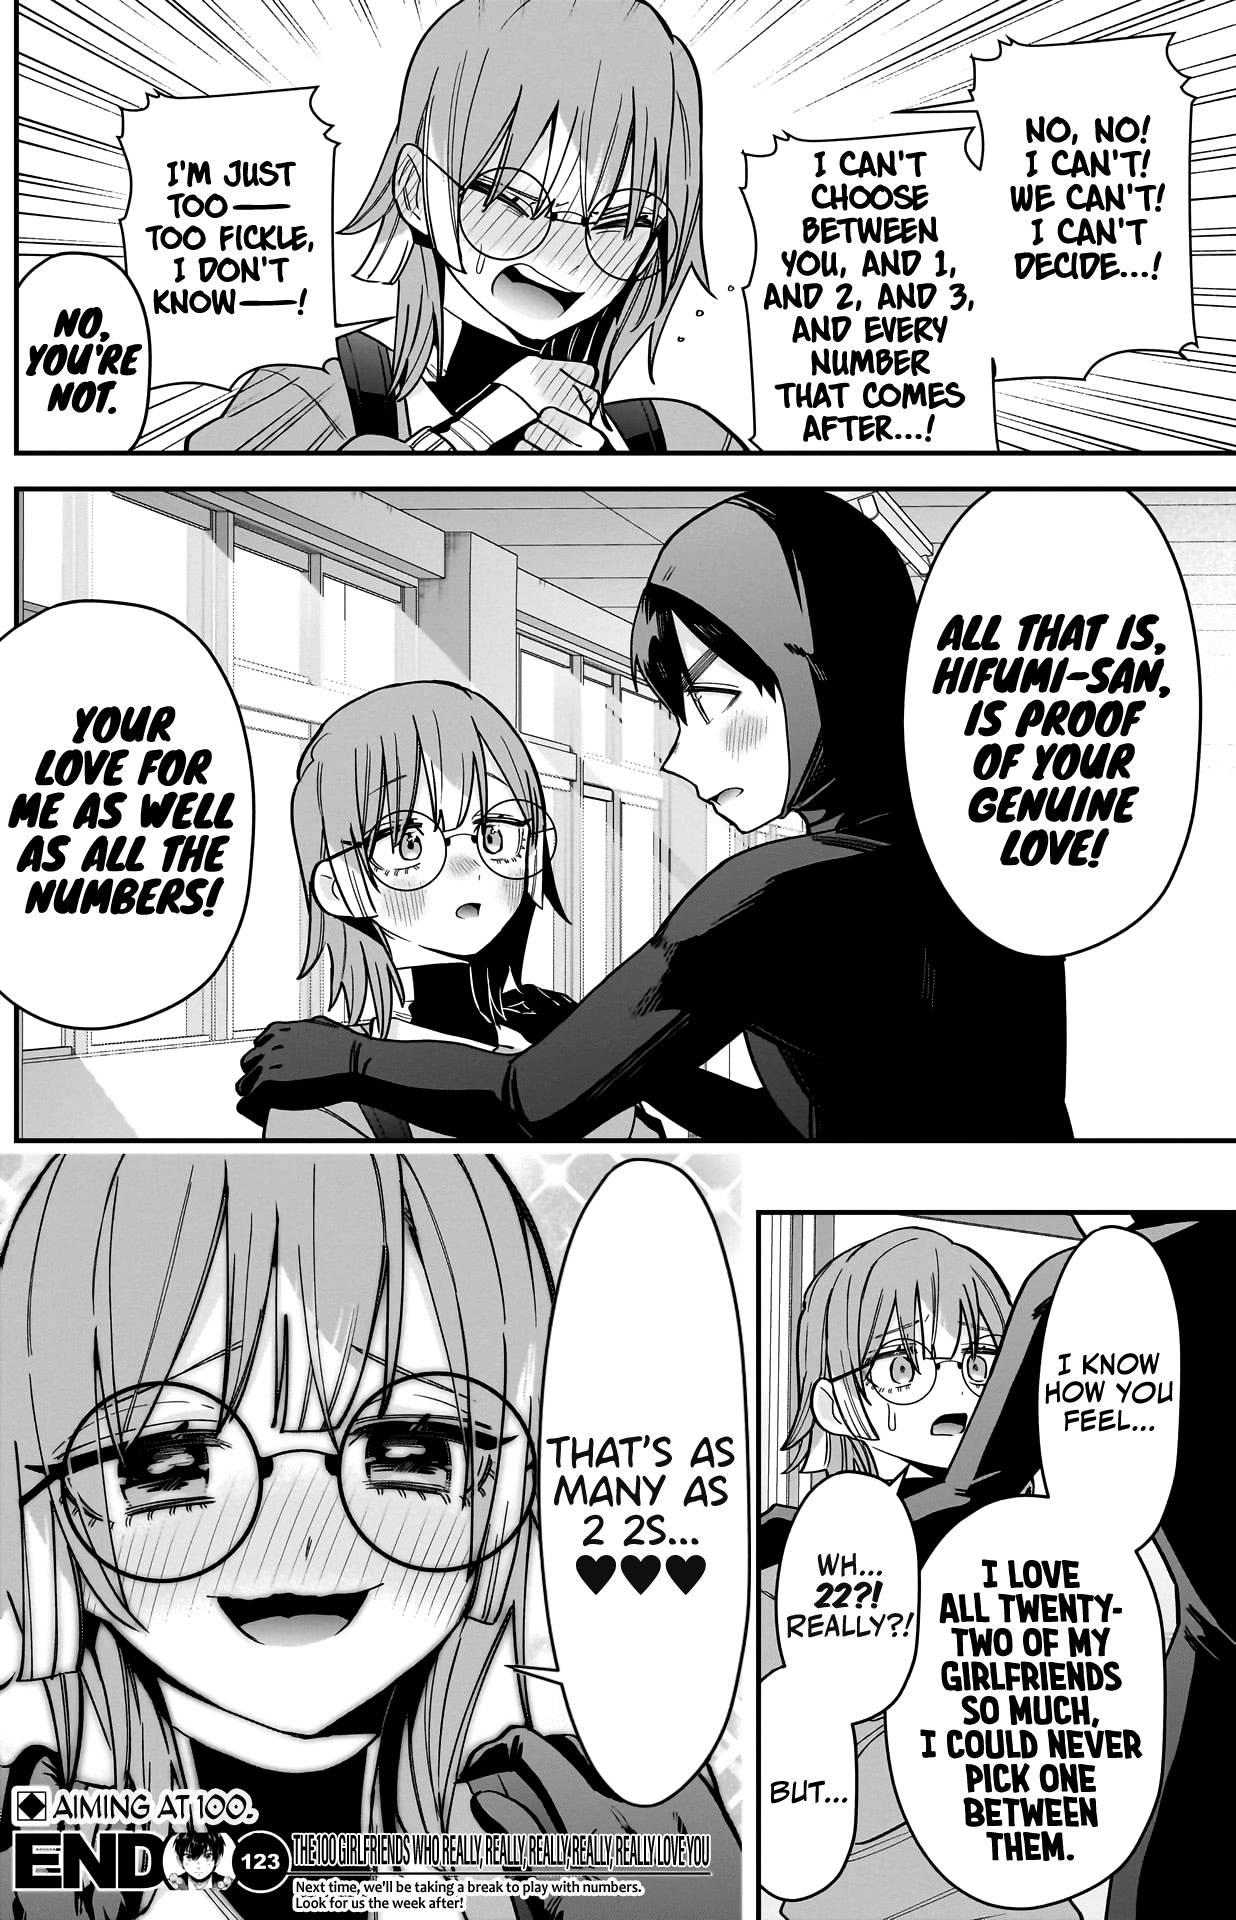 NO, NO!
I CAN'T!
WE CAN'T!
I CAN'T
DECIDE...!
I CAN'T
CHOOSE
BETWEEN
YOU, AND 1,
AND 2, AND 3,
AND EVERY
NUMBER
THAT COMES
AFTER...!
I'M JUST
TOO——
TOO FICKLE,
I DON'T
KNOW——!
NO,
YOU'RE
NOT.
ALL THAT IS,
HIFUMI-SAN,
IS PROOF
OF YOUR
GENUINE
LOVE!
YOUR
LOVE FOR
ME AS WELL
AS ALL THE
NUMBERS!
I KNOW
HOW YOU
FEEL...
I LOVE
ALL TWENTY-
TWO OF MY
GIRLFRIENDS
SO MUCH,
I COULD NEVER
PICK ONE
BETWEEN
THEM.
WH...
22?!
REALLY?!
BUT...
THAT'S AS
MANY AS
2 2S...
♥♥♥
AIMING AT 100.
END 123
THE 100 GIRLFRIENDS WHO REALLY, REALLY, REALLY, REALLY, REALLY LOVE YOU
Next time, we'll be taking a break to play with numbers.
Look for us the week after!